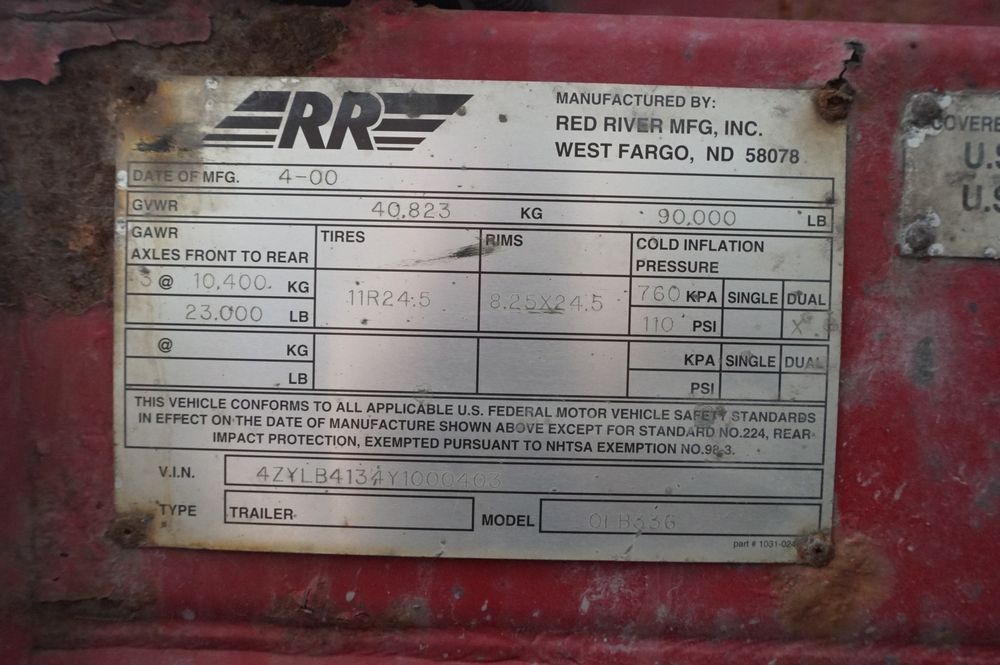 RR
MANUFACTURED BY:
RED RIVER MFG, INC.
WEST FARGO, ND 58078
DATE OF MFG. 4-00
GVWR 40,823 KG 90,000 LB
GAWR
AXLES FRONT TO REAR
TIRES
RIMS
COLD INFLATION
PRESSURE
3 @ 10,400 KG
23,000 LB
11R24.5
8.25X24.5
760 KPA SINGLE DUAL
110 PSI X
@ KG
LB
KPA SINGLE DUAL
PSI
THIS VEHICLE CONFORMS TO ALL APPLICABLE U.S. FEDERAL MOTOR VEHICLE SAFETY STANDARDS
IN EFFECT ON THE DATE OF MANUFACTURE SHOWN ABOVE EXCEPT FOR STANDARD NO.224, REAR
IMPACT PROTECTION, EXEMPTED PURSUANT TO NHTSA EXEMPTION NO.98-3.
V.I.N. 4ZYLB4134Y1000403
TYPE TRAILER MODEL
part # 1031-024
U.S
U.S